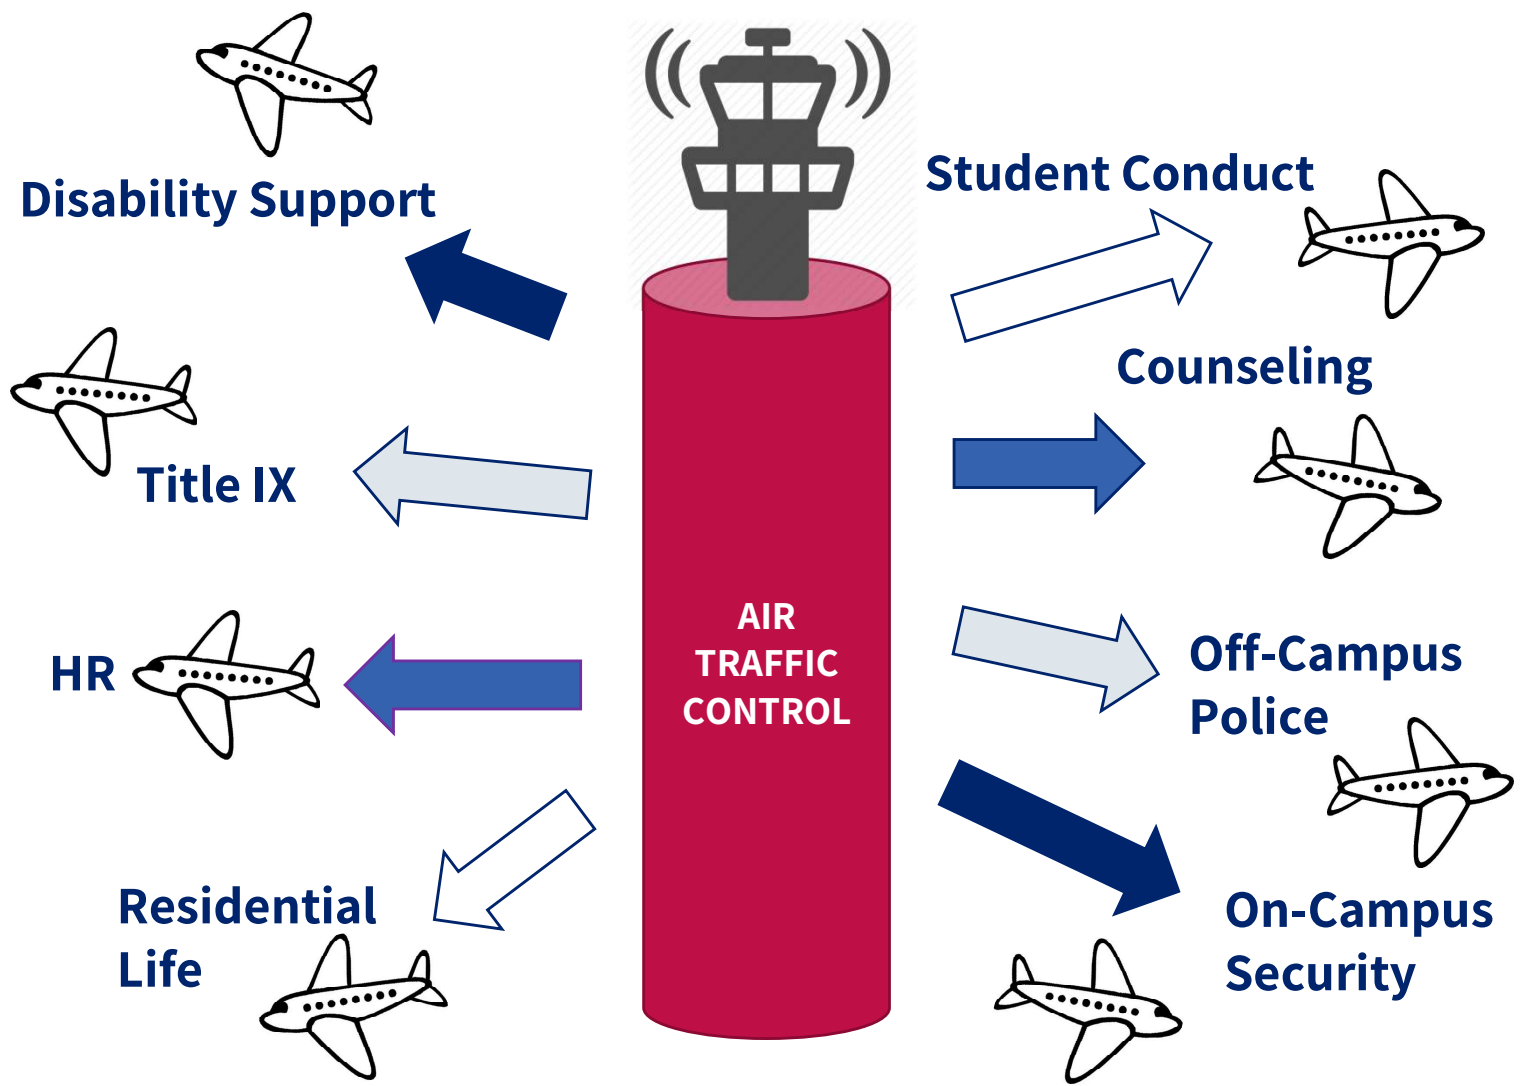 Disability Support
Title IX
HR
Residential
Life
AIR
TRAFFIC
CONTROL
Student Conduct
Counseling
Off-Campus
Police
On-Campus
Security